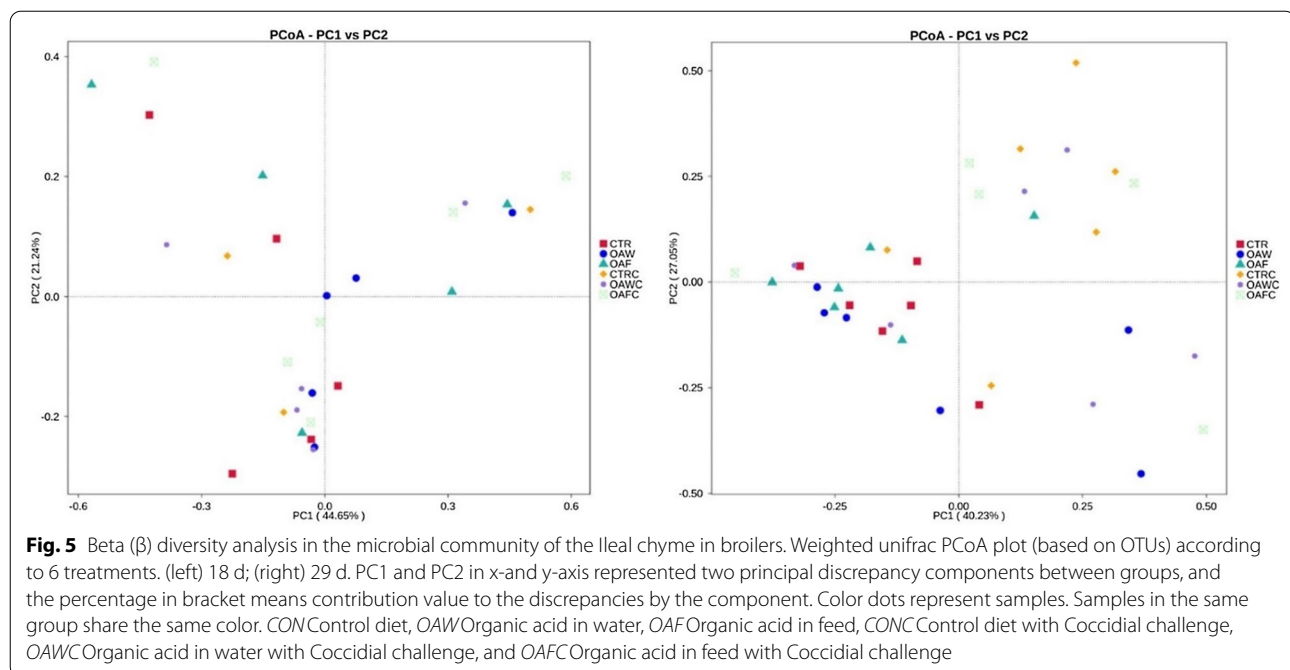 PCoA - PC1 vs PC2
0.4
0.2
0.0
-0.2
PC2 ( 21.24% )
-0.6
-0.3
0.0
0.3
0.6
PC1 ( 44.65% )
CTR
OAW
OAF
CTRC
OAWC
OAFC
PCoA - PC1 vs PC2
0.50
0.25
0.00
-0.25
-0.50
PC2 ( 27.05% )
-0.25
0.00
0.25
0.50
PC1 ( 40.23% )
CTR
OAW
OAF
CTRC
OAWC
OAFC
Fig. 5 Beta (β) diversity analysis in the microbial community of the Ileal chyme in broilers. Weighted unifrac PCoA plot (based on OTUs) according
to 6 treatments. (left) 18 d; (right) 29 d. PC1 and PC2 in x-and y-axis represented two principal discrepancy components between groups, and
the percentage in bracket means contribution value to the discrepancies by the component. Color dots represent samples. Samples in the same
group share the same color. CON Control diet, OAW Organic acid in water, OAF Organic acid in feed, CONC Control diet with Coccidial challenge,
OAWC Organic acid in water with Coccidial challenge, and OAFC Organic acid in feed with Coccidial challenge